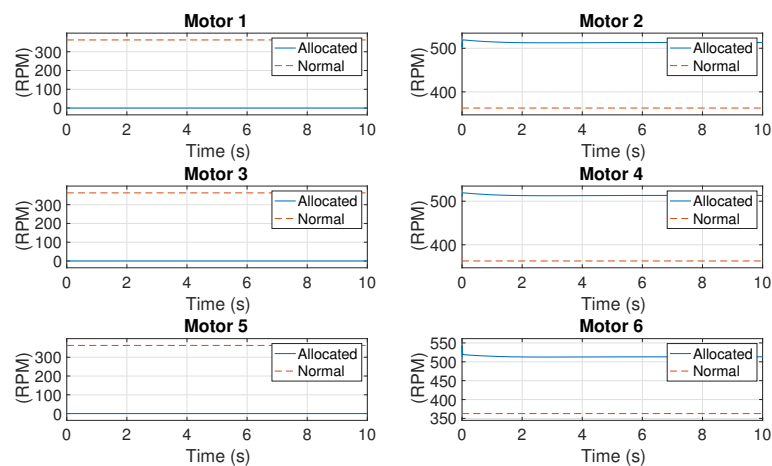 Motor 1
300
200
100
0
(RPM)
Allocated
Normal
0 2 4 6 8 10
Time (s)
Motor 2
500
400
(RPM)
Allocated
Normal
0 2 4 6 8 10
Time (s)
Motor 3
300
200
100
0
(RPM)
Allocated
Normal
0 2 4 6 8 10
Time (s)
Motor 4
500
400
(RPM)
Allocated
Normal
0 2 4 6 8 10
Time (s)
Motor 5
300
200
100
0
(RPM)
Allocated
Normal
0 2 4 6 8 10
Time (s)
Motor 6
550
500
450
400
350
(RPM)
Allocated
Normal
0 2 4 6 8 10
Time (s)